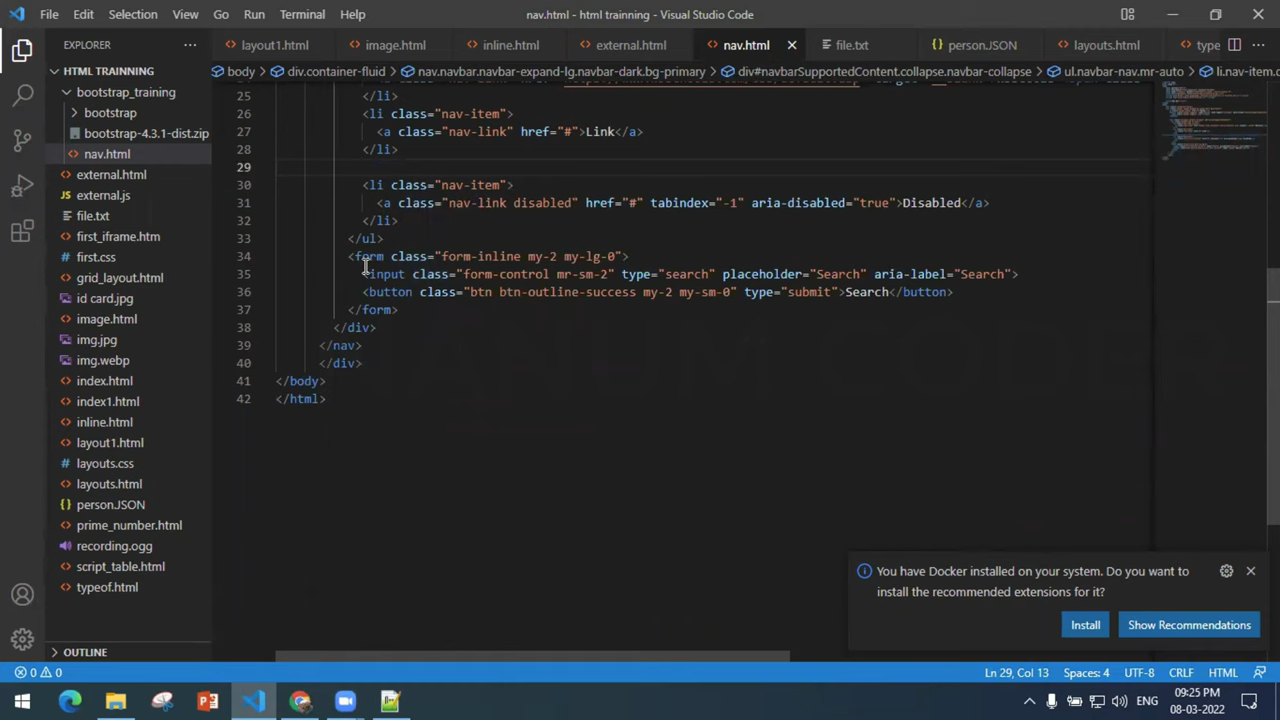 File Edit Selection View Go Run Terminal Help
nav.html - html trainning - Visual Studio Code
EXPLORER
layout1.html image.html inline.html external.html nav.html file.txt person.JSON layouts.html type
HTML TRAINNING
body > div.container-fluid > nav.navbar.navbar-expand-lg.navbar-dark.bg-primary > div#navbarSupportedContent.collapse.navbar-collapse > ul.navbar-nav.mr-auto > li.nav-item.d
bootstrap_training
bootstrap
bootstrap-4.3.1-dist.zip
nav.html
external.html
external.js
file.txt
first_iframe.htm
first.css
grid_layout.html
id card.jpg
image.html
img.jpg
img.webp
index.html
index1.html
inline.html
layout1.html
layouts.css
layouts.html
person.JSON
prime_number.html
recording.ogg
script_table.html
typeof.html
OUTLINE
25 </li>
26 <li class="nav-item">
27 <a class="nav-link" href="#">Link</a>
28 </li>
29
30 <li class="nav-item">
31 <a class="nav-link disabled" href="#" tabindex="-1" aria-disabled="true">Disabled</a>
32 </li>
33 </ul>
34 <form class="form-inline my-2 my-lg-0">
35 <input class="form-control mr-sm-2" type="search" placeholder="Search" aria-label="Search">
36 <button class="btn btn-outline-success my-2 my-sm-0" type="submit">Search</button>
37 </form>
38 </div>
39 </nav>
40 </div>
41 </body>
42 </html>
You have Docker installed on your system. Do you want to
install the recommended extensions for it?
Install Show Recommendations
0 0 Ln 29, Col 13 Spaces: 4 UTF-8 CRLF HTML
ENG 09:25 PM
08-03-2022